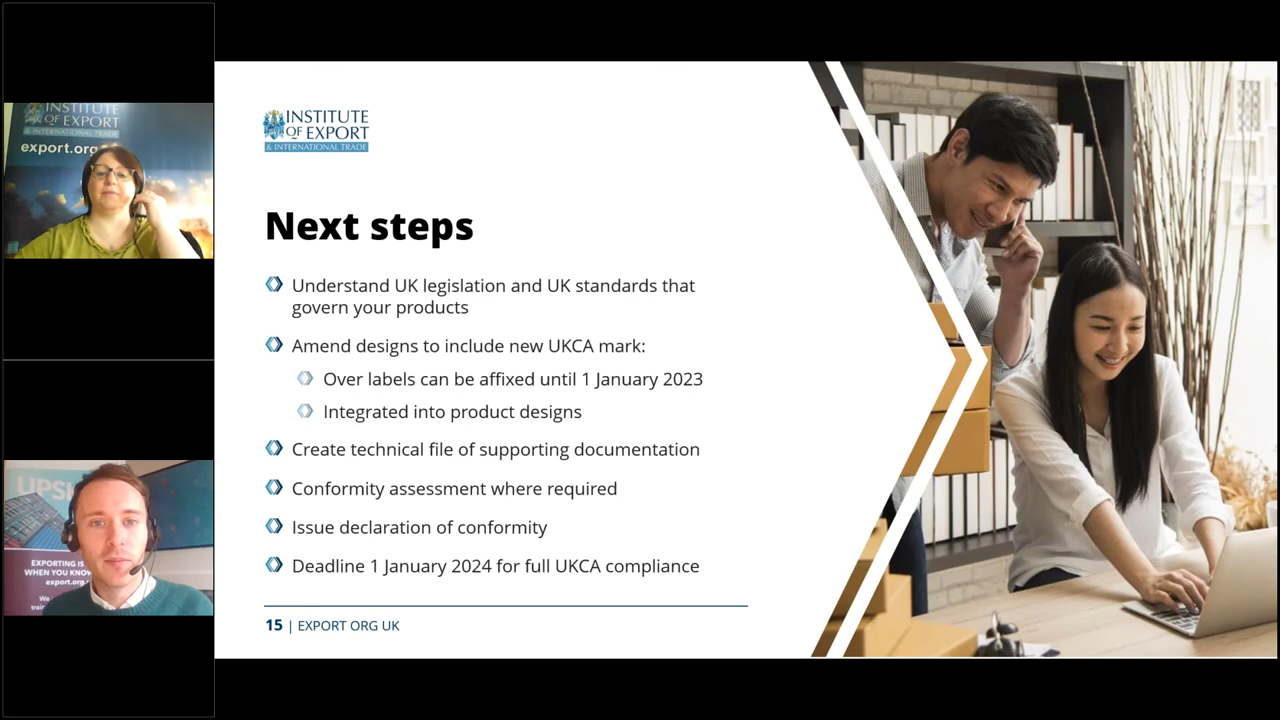 INSTITUTE
OF EXPORT
& INTERNATIONAL TRADE
export.org
UPSK
EXPORTING IS
WHEN YOU KNOW
export.org
We
INSTITUTE
OF EXPORT
& INTERNATIONAL TRADE
Next steps
Understand UK legislation and UK standards that
govern your products
Amend designs to include new UKCA mark:
Over labels can be affixed until 1 January 2023
Integrated into product designs
Create technical file of supporting documentation
Conformity assessment where required
Issue declaration of conformity
Deadline 1 January 2024 for full UKCA compliance
15 | EXPORT ORG UK